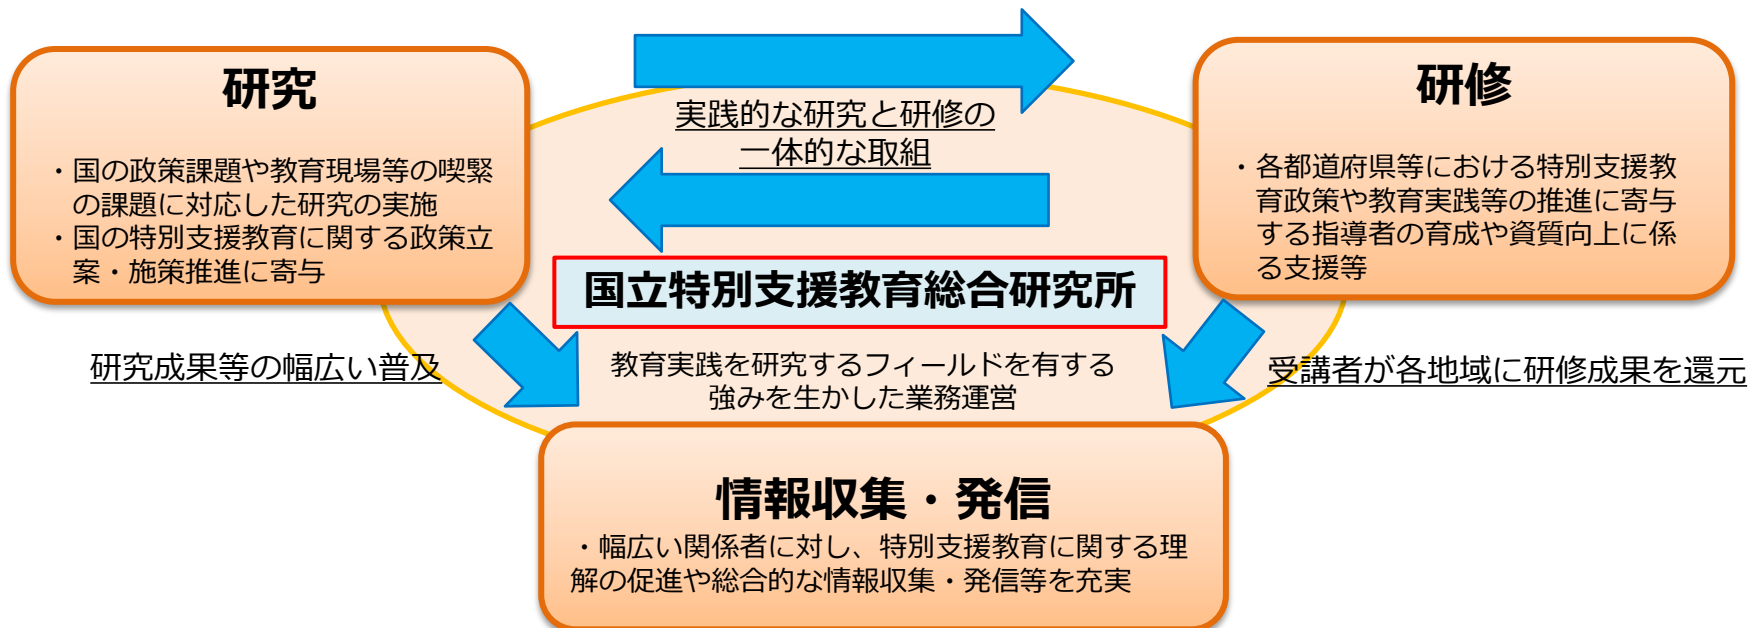 研究
・国の政策課題や教育現場等の喫緊
の課題に対応した研究の実施
・国の特別支援教育に関する政策立
案・施策推進に寄与
実践的な研究と研修の
一体的な取組
研修
・各都道府県等における特別支援教
育政策や教育実践等の推進に寄与
する指導者の育成や資質向上に係
る支援等
国立特別支援教育総合研究所
研究成果等の幅広い普及
教育実践を研究するフィールドを有する
強みを生かした業務運営
受講者が各地域に研修成果を還元
情報収集・発信
・幅広い関係者に対し、特別支援教育に関する理
解の促進や総合的な情報収集・発信等を充実